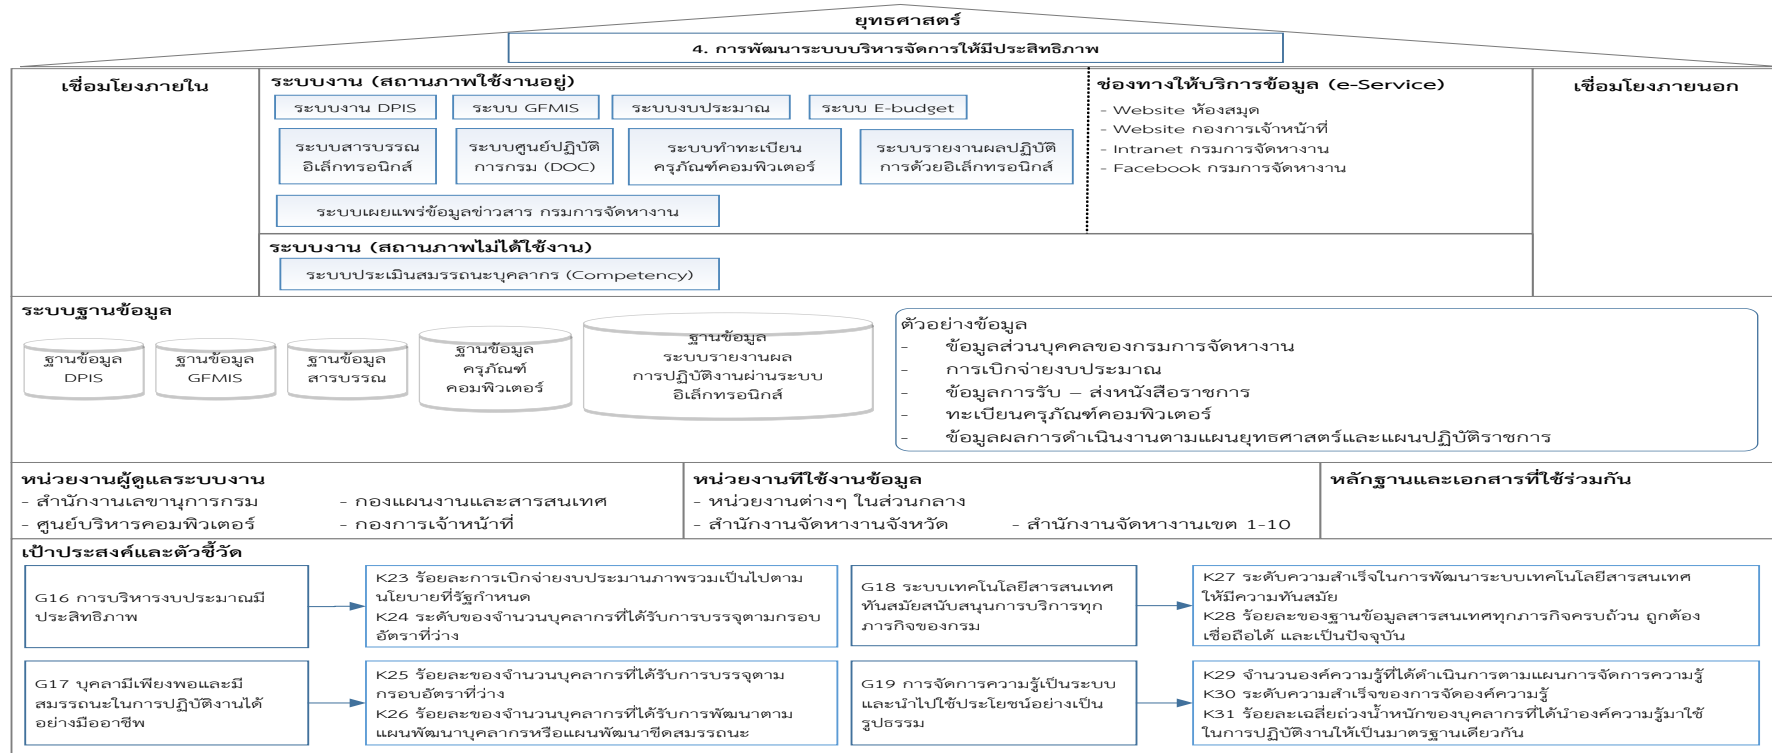 ยุทธศาสตร์
4. การพัฒนาระบบบริหารจัดการให้มีประสิทธิภาพ
เชื่อมโยงภายใน
ระบบงาน (สถานภาพใช้งานอยู่)
ระบบงาน DPIS
ระบบ GFMIS
ระบบงบประมาณ
ระบบ E-budget
ระบบสารบรรณ
อิเล็กทรอนิกส์
ระบบศูนย์ปฏิบัติ
การกรม (DOC)
ระบบทำทะเบียน
ครุภัณฑ์คอมพิวเตอร์
ระบบรายงานผลปฏิบัติ
การด้วยอิเล็กทรอนิกส์
ระบบเผยแพร่ข้อมูลข่าวสาร กรมการจัดหางาน
ช่องทางให้บริการข้อมูล (e-Service)
- Website ห้องสมุด
- Website กองการเจ้าหน้าที่
- Intranet กรมการจัดหางาน
- Facebook กรมการจัดหางาน
เชื่อมโยงภายนอก
ระบบงาน (สถานภาพไม่ได้ใช้งาน)
ระบบประเมินสมรรถนะบุคลากร (Competency)
ระบบฐานข้อมูล
ฐานข้อมูล
DPIS
ฐานข้อมูล
GFMIS
ฐานข้อมูล
สารบรรณ
ฐานข้อมูล
ครุภัณฑ์
คอมพิวเตอร์
ฐานข้อมูล
ระบบรายงานผล
การปฏิบัติงานผ่านระบบ
อิเล็กทรอนิกส์
ตัวอย่างข้อมูล
- ข้อมูลส่วนบุคคลของกรมการจัดหางาน
- การเบิกจ่ายงบประมาณ
- ข้อมูลการรับ – ส่งหนังสือราชการ
- ทะเบียนครุภัณฑ์คอมพิวเตอร์
- ข้อมูลผลการดำเนินงานตามแผนยุทธศาสตร์และแผนปฏิบัติราชการ
หน่วยงานผู้ดูแลระบบงาน
- สำนักงานเลขานุการกรม - กองแผนงานและสารสนเทศ
- ศูนย์บริหารคอมพิวเตอร์ - กองการเจ้าหน้าที่
หน่วยงานที่ใช้งานข้อมูล
- หน่วยงานต่างๆ ในส่วนกลาง
- สำนักงานจัดหางานจังหวัด - สำนักงานจัดหางานเขต 1-10
หลักฐานและเอกสารที่ใช้ร่วมกัน
เป้าประสงค์และตัวชี้วัด
G16 การบริหารงบประมาณมี
ประสิทธิภาพ
K23 ร้อยละการเบิกจ่ายงบประมานภาพรวมเป็นไปตาม
นโยบายที่รัฐกำหนด
K24 ระดับของจำนวนบุคลากรที่ได้รับการบรรจุตามกรอบ
อัตราที่ว่าง
G18 ระบบเทคโนโลยีสารสนเทศ
ทันสมัยสนับสนุนการบริการทุก
ภารกิจของกรม
K27 ระดับความสำเร็จในการพัฒนาระบบเทคโนโลยีสารสนเทศ
ให้มีความทันสมัย
K28 ร้อยละของฐานข้อมูลสารสนเทศทุกภารกิจครบถ้วน ถูกต้อง
เชื่อถือได้ และเป็นปัจจุบัน
G17 บุคลามีเพียงพอและมี
สมรรถนะในการปฏิบัติงานได้
อย่างมืออาชีพ
K25 ร้อยละของจำนวนบุคลากรที่ได้รับการบรรจุตาม
กรอบอัตราที่ว่าง
K26 ร้อยละของจำนวนบุคลากรที่ได้รับการพัฒนาตาม
แผนพัฒนาบุคลากรหรือแผนพัฒนาขีดสมรรถนะ
G19 การจัดการความรู้เป็นระบบ
และนำไปใช้ประโยชน์อย่างเป็น
รูปธรรม
K29 จำนวนองค์ความรู้ที่ได้ดำเนินการตามแผนการจัดการความรู้
K30 ระดับความสำเร็จของการจัดองค์ความรู้
K31 ร้อยละเฉลี่ยถ่วงน้ำหนักของบุคลากรที่ได้นำองค์ความรู้มาใช้
ในการปฏิบัติงานให้เป็นมาตรฐานเดียวกัน